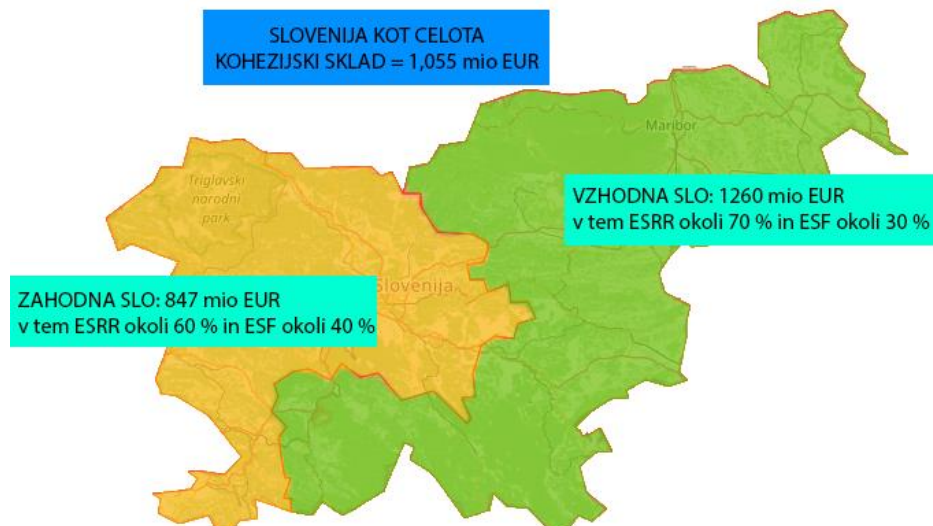 SLOVENIJA KOT CELOTA
KOHEZIJSKI SKLAD = 1,055 mio EUR
Maribor
Triglavski
narodni
park
VZHODNA SLO: 1260 mio EUR
v tem ESRR okoli 70 % in ESF okoli 30 %
Slovenija
ZAHODNA SLO: 847 mio EUR
v tem ESRR okoli 60 % in ESF okoli 40 %